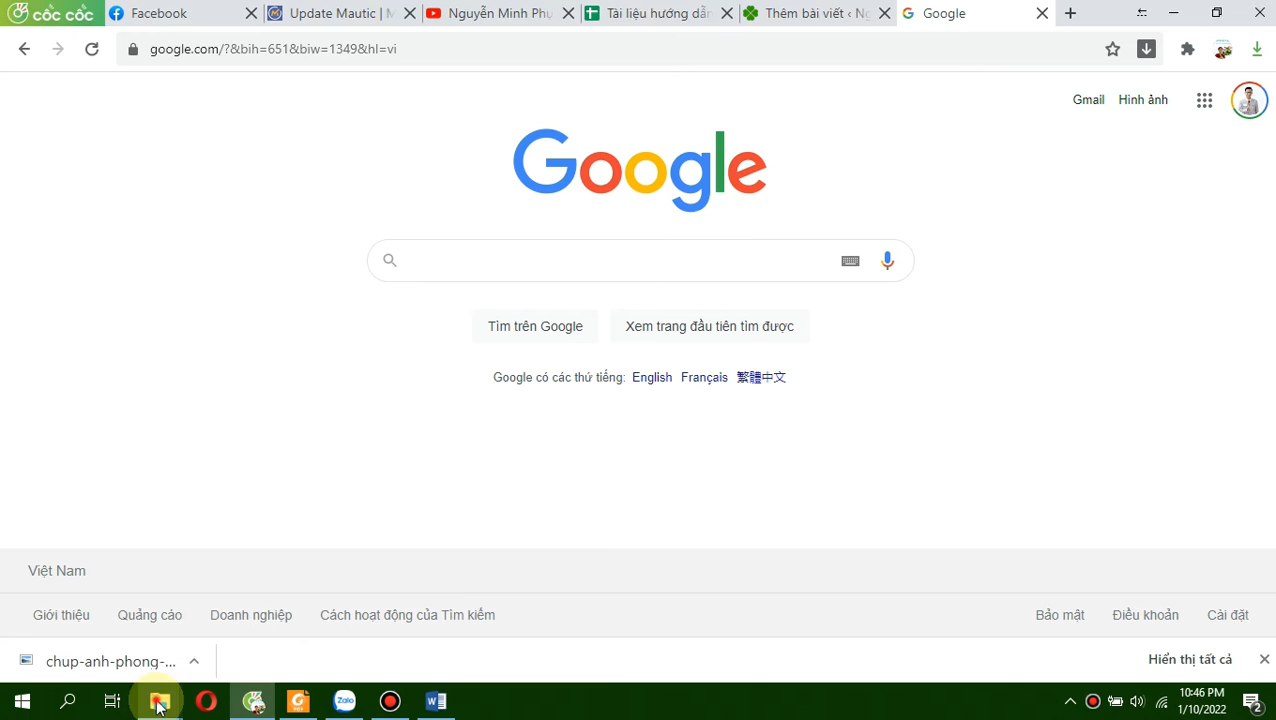 cốc cốc
Facebook
Update Mautic | M
Nguyễn Minh Phụ
Tài liệu hướng dẫn
Thêm bài viết ‹ Ng
Google
google.com/?&bih=651&biw=1349&hl=vi
Gmail Hình ảnh
Google
Tìm trên Google
Xem trang đầu tiên tìm được
Google có các thứ tiếng: English Français 繁體中文
Việt Nam
Giới thiệu Quảng cáo Doanh nghiệp Cách hoạt động của Tìm kiếm
Bảo mật Điều khoản Cài đặt
chup-anh-phong-...
Hiển thị tất cả
Zalo
10:46 PM
1/10/2022
2